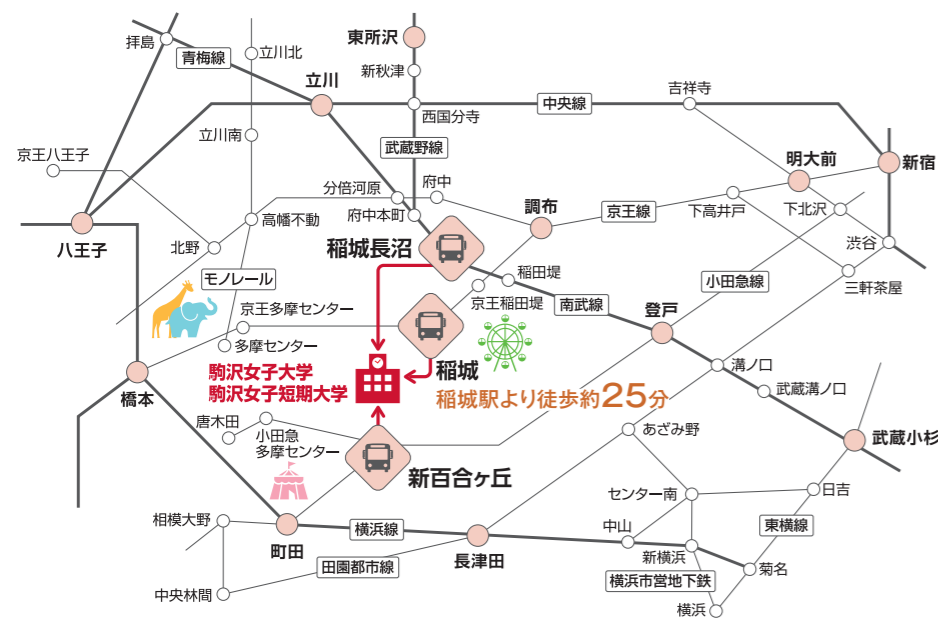 東所沢
拝島
立川北
青梅線
新秋津
立川
中央線
吉祥寺
西国分寺
立川南
武蔵野線
京王八王子
明大前
新宿
分倍河原
府中
下高井戸
高幡不動
府中本町
調布
京王線
下北沢
八王子
北野
稲城長沼
渋谷
モノレール
稲田堤
小田急線
三軒茶屋
京王稲田堤
南武線
京王多摩センター
登戸
多摩センター
稲城
溝ノ口
駒沢女子大学
駒沢女子短期大学
武蔵溝ノ口
橋本
稲城駅より徒歩約25分
唐木田
小田急
多摩センター
あざみ野
武蔵小杉
新百合ヶ丘
センター南
日吉
相模大野
横浜線
中山
東横線
町田
長津田
新横浜
田園都市線
菊名
横浜市営地下鉄
中央林間
横浜